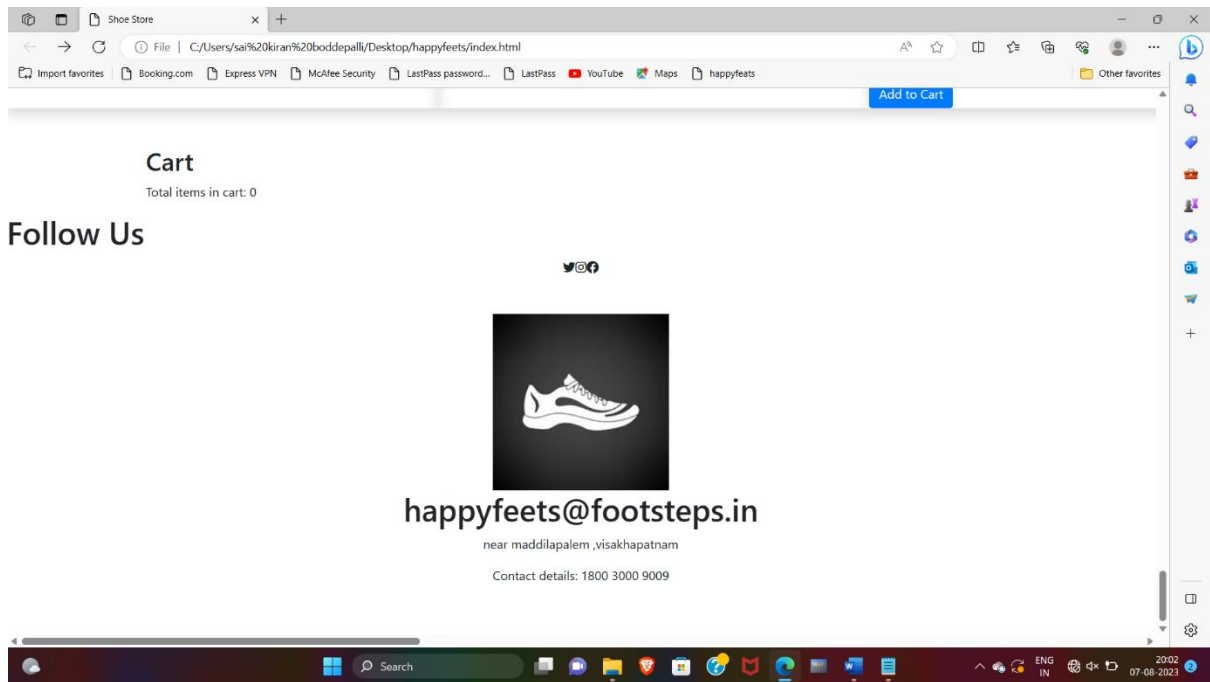 Shoe Store
File | C:/Users/sai%20kiran%20boddepalli/Desktop/happyfeets/index.html
Import favorites Booking.com Express VPN McAfee Security LastPass password... LastPass YouTube Maps happyfeats Other favorites
Add to Cart
Cart
Total items in cart: 0
Follow Us
happyfeets@footsteps.in
near maddilapalem ,visakhapatnam
Contact details: 1800 3000 9009
Search
ENG
IN
20:02
07-08-2023
2